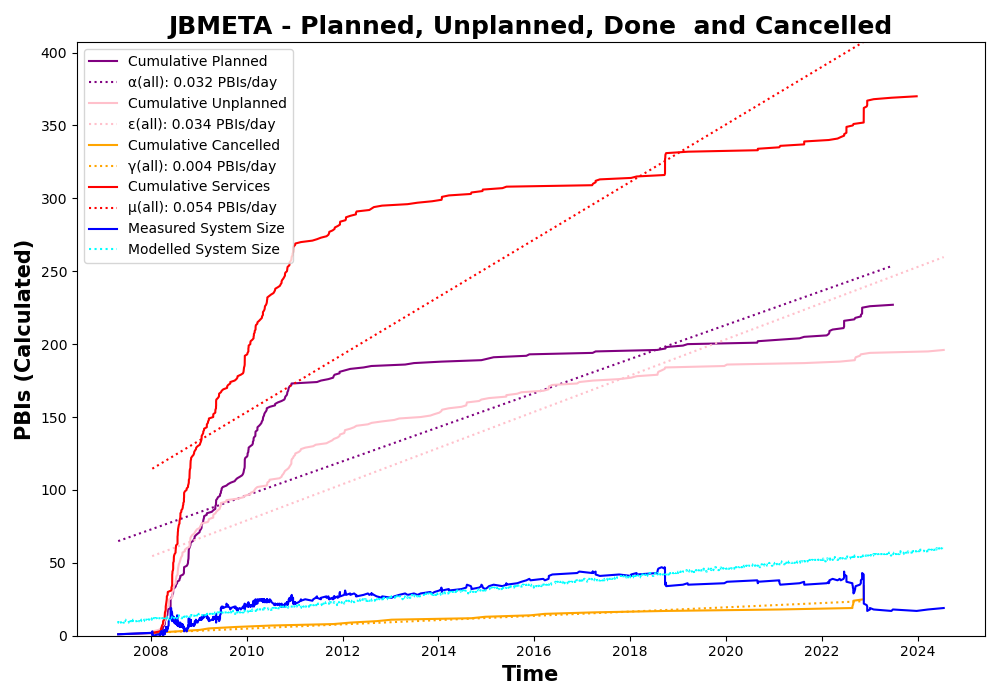 JBMETA - Planned, Unplanned, Done  and Cancelled
Cumulative Planned
α(all): 0.032 PBIs/day
Cumulative Unplanned
ε(all): 0.034 PBIs/day
Cumulative Cancelled
γ(all): 0.004 PBIs/day
Cumulative Services
μ(all): 0.054 PBIs/day
Measured System Size
Modelled System Size
PBIs (Calculated)
400
350
300
250
200
150
100
50
0
2008 2010 2012 2014 2016 2018 2020 2022 2024
Time